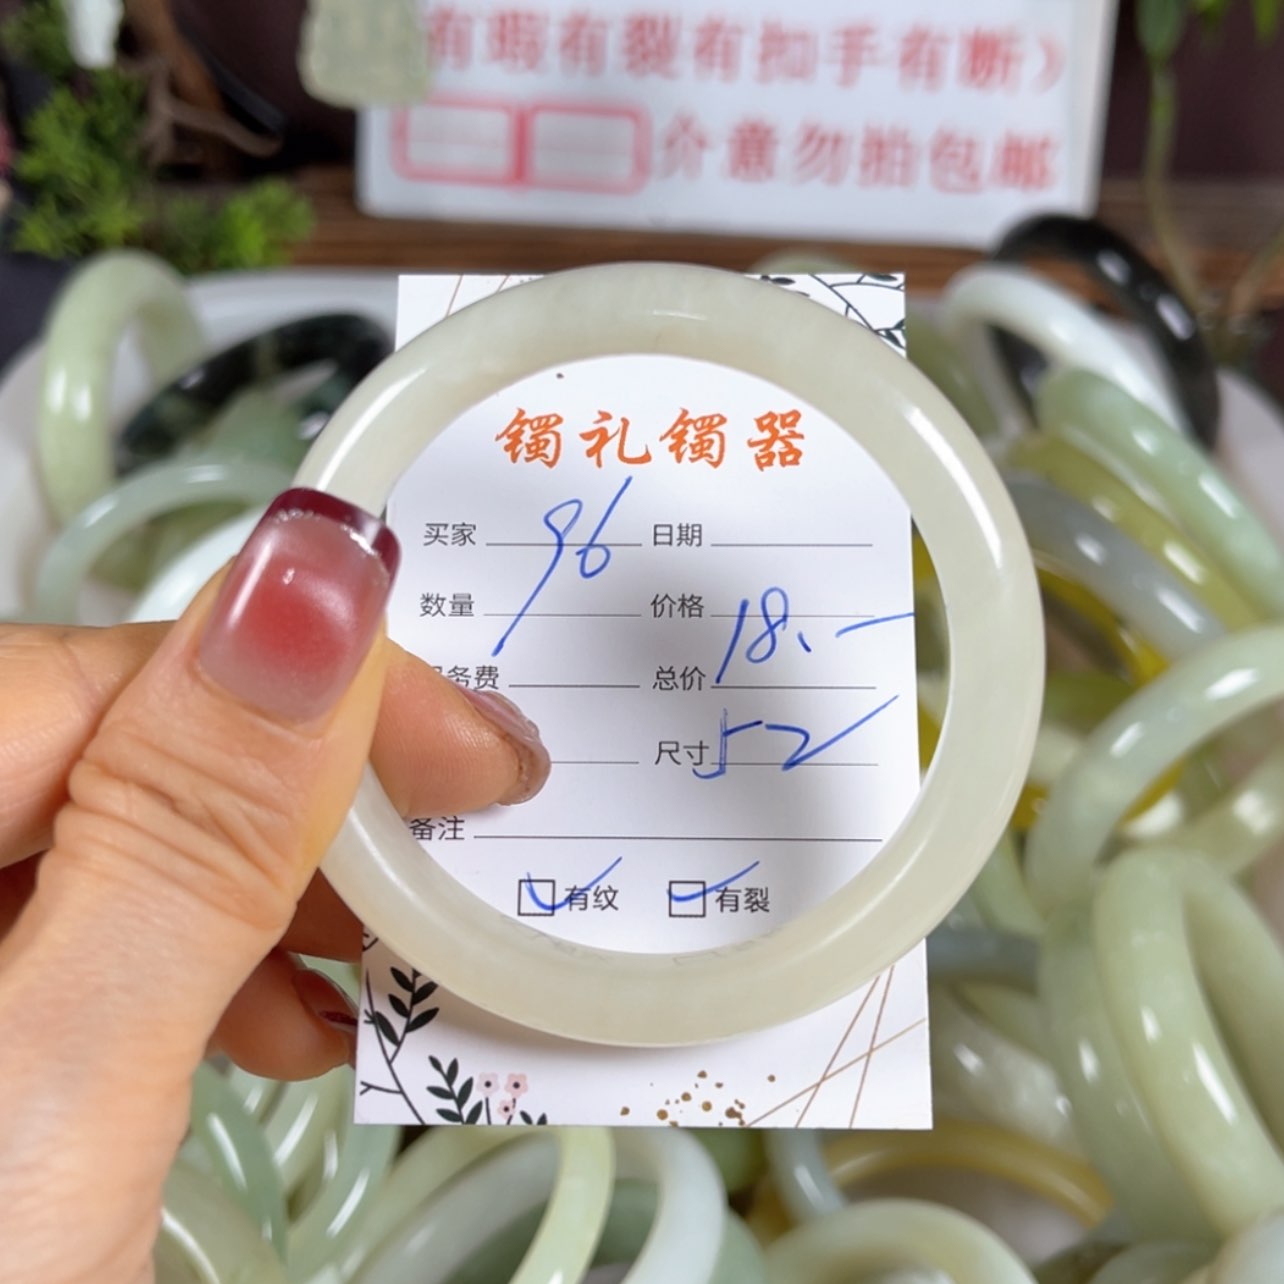 有瑕有裂有扣手有断）
介意勿拍包邮
镯礼镯器
买家 96 日期
数量 价格 18.-
务费 总价
尺寸 52
备注
有纹 有裂